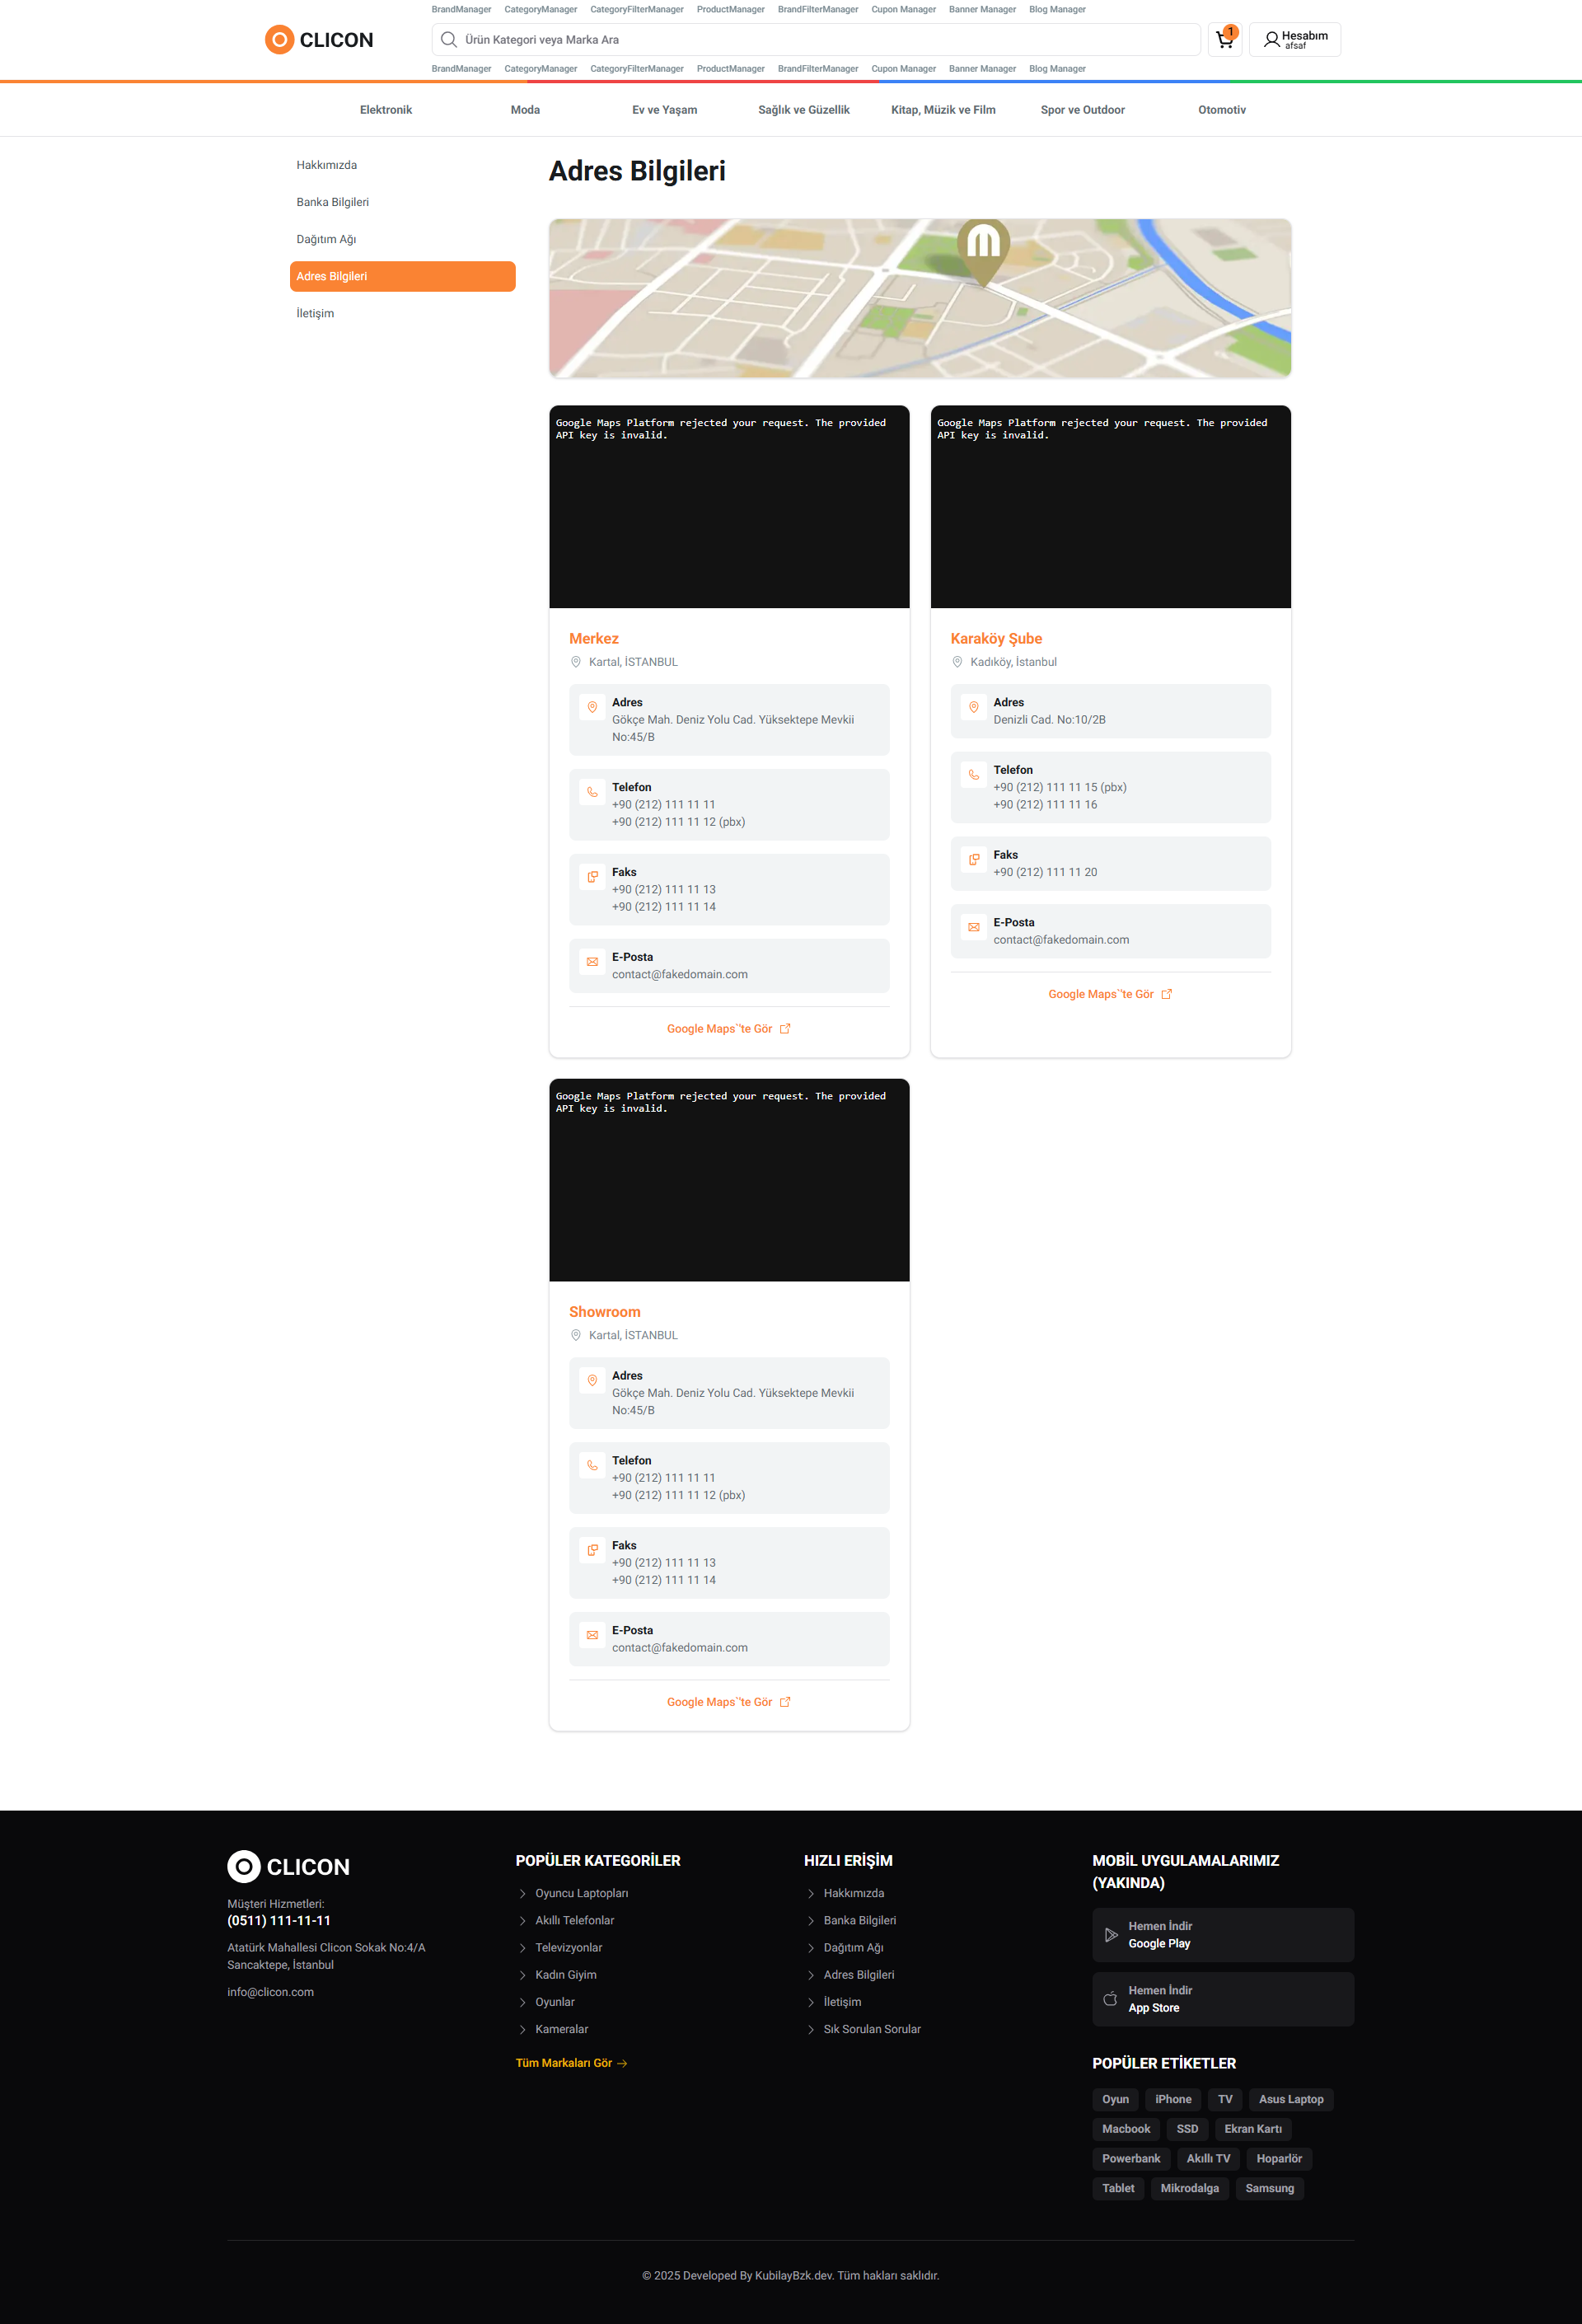 BrandManager CategoryManager CategoryFilterManager ProductManager BrandFilterManager Cupon Manager Banner Manager Blog Manager
CLICON
Ürün Kategori veya Marka Ara
1
Hesabım
afsaf
BrandManager CategoryManager CategoryFilterManager ProductManager BrandFilterManager Cupon Manager Banner Manager Blog Manager
Elektronik Moda Ev ve Yaşam Sağlık ve Güzellik Kitap, Müzik ve Film Spor ve Outdoor Otomotiv
Hakkımızda
Banka Bilgileri
Dağıtım Ağı
Adres Bilgileri
İletişim
Adres Bilgileri
Google Maps Platform rejected your request. The provided
API key is invalid.
Merkez
Kartal, İSTANBUL
Adres
Gökçe Mah. Deniz Yolu Cad. Yüksektepe Mevkii
No:45/B
Telefon
+90 (212) 111 11 11
+90 (212) 111 11 12 (pbx)
Faks
+90 (212) 111 11 13
+90 (212) 111 11 14
E-Posta
contact@fakedomain.com
Google Maps`'te Gör
Google Maps Platform rejected your request. The provided
API key is invalid.
Karaköy Şube
Kadıköy, İstanbul
Adres
Denizli Cad. No:10/2B
Telefon
+90 (212) 111 11 15 (pbx)
+90 (212) 111 11 16
Faks
+90 (212) 111 11 20
E-Posta
contact@fakedomain.com
Google Maps`'te Gör
Google Maps Platform rejected your request. The provided
API key is invalid.
Showroom
Kartal, İSTANBUL
Adres
Gökçe Mah. Deniz Yolu Cad. Yüksektepe Mevkii
No:45/B
Telefon
+90 (212) 111 11 11
+90 (212) 111 11 12 (pbx)
Faks
+90 (212) 111 11 13
+90 (212) 111 11 14
E-Posta
contact@fakedomain.com
Google Maps`'te Gör
CLICON
Müşteri Hizmetleri:
(0511) 111-11-11
Atatürk Mahallesi Clicon Sokak No:4/A
Sancaktepe, İstanbul
info@clicon.com
POPÜLER KATEGORİLER
Oyuncu Laptopları
Akıllı Telefonlar
Televizyonlar
Kadın Giyim
Oyunlar
Kameralar
Tüm Markaları Gör
HIZLI ERİŞİM
Hakkımızda
Banka Bilgileri
Dağıtım Ağı
Adres Bilgileri
İletişim
Sık Sorulan Sorular
MOBİL UYGULAMALARIMIZ
(YAKINDA)
Hemen İndir
Google Play
Hemen İndir
App Store
POPÜLER ETİKETLER
Oyun iPhone TV Asus Laptop
Macbook SSD Ekran Kartı
Powerbank Akıllı TV Hoparlör
Tablet Mikrodalga Samsung
© 2025 Developed By KubilayBzk.dev. Tüm hakları saklıdır.